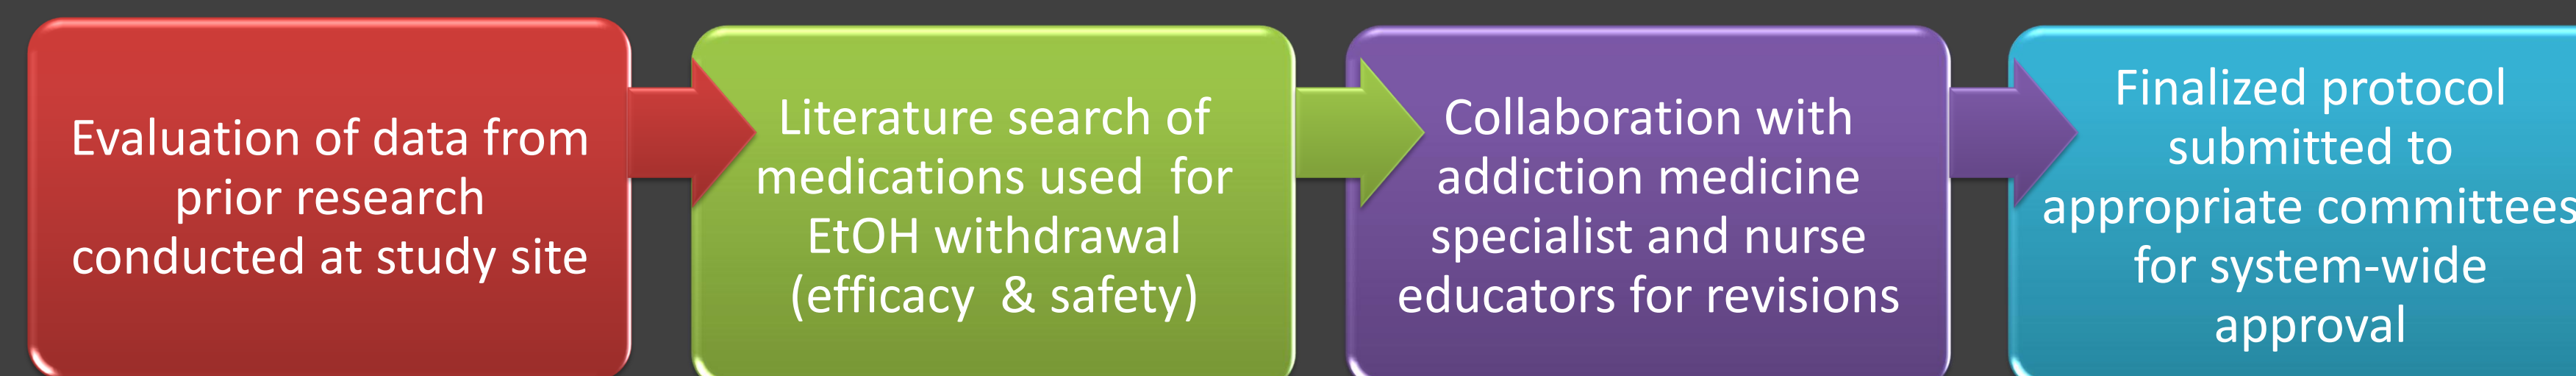 Evaluation of data from
prior research
conducted at study site
Literature search of
medications used  for
EtOH withdrawal
(efficacy  & safety)
Collaboration with
addiction medicine
specialist and nurse
educators for revisions
Finalized protocol
submitted to
appropriate committees
for system-wide
approval